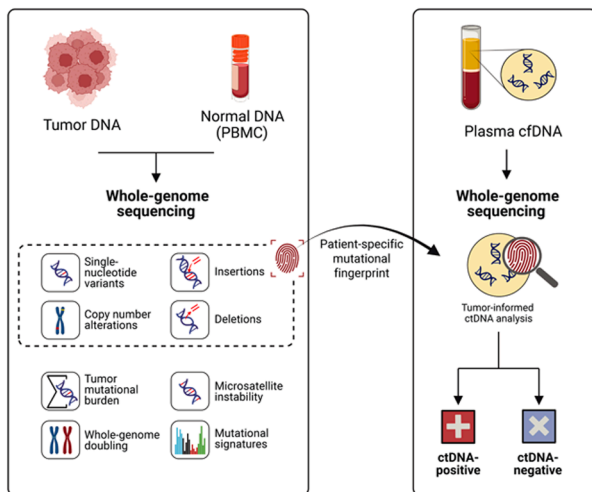 Tumor DNA
Normal DNA
(PBMC)
Whole-genome
sequencing
Single-
nucleotide
variants
Insertions
Copy number
alterations
Deletions
Tumor
mutational
burden
Microsatellite
instability
Whole-genome
doubling
Mutational
signatures
Patient-specific
mutational
fingerprint
Plasma cfDNA
Whole-genome
sequencing
Tumor-informed
ctDNA analysis
ctDNA-
positive
ctDNA-
negative